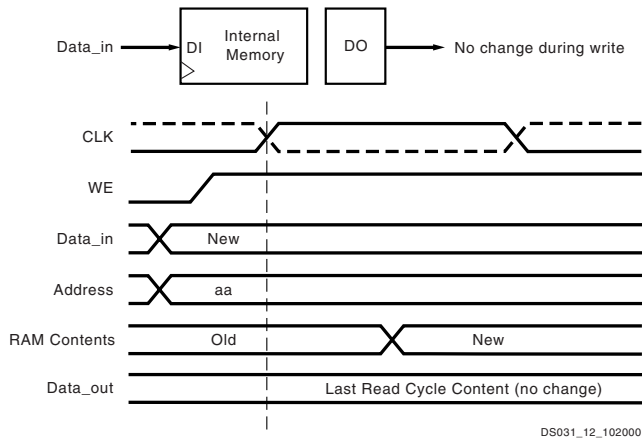 Data_in
DI
Internal
Memory
DO
No change during write
CLK
WE
Data_in
New
Address
aa
RAM Contents
Old
New
Data_out
Last Read Cycle Content (no change)
DS031_12_102000